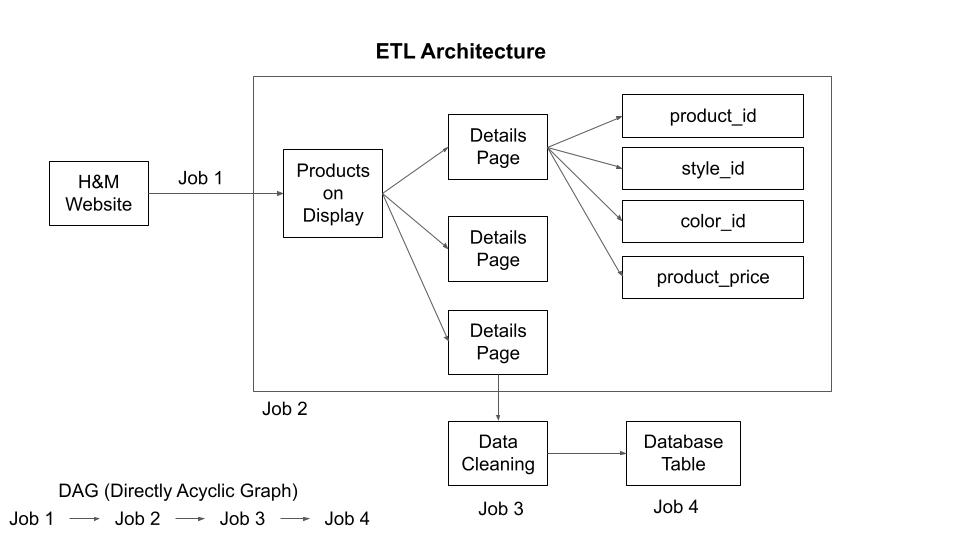 ETL Architecture
H&M
Website
Job 1
Products
on
Display
Details
Page
Details
Page
Details
Page
product_id
style_id
color_id
product_price
Job 2
Data
Cleaning
Job 3
Database
Table
Job 4
DAG (Directly Acyclic Graph)
Job 1 Job 2 Job 3 Job 4